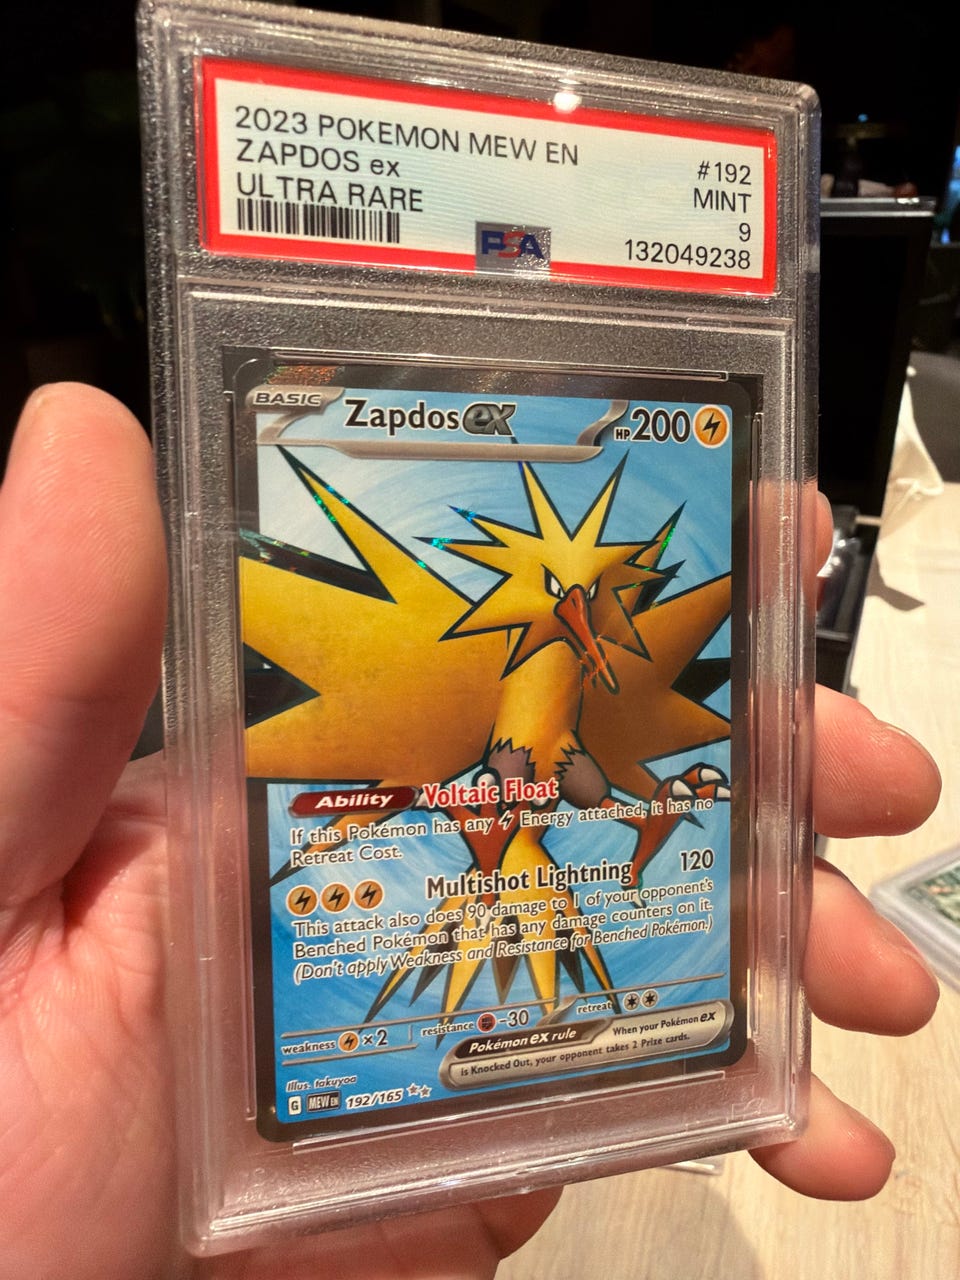 2023 POKEMON MEW EN
ZAPDOS ex
ULTRA RARE
#192
MINT
9
132049238
PSA
BASIC
Zapdos ex
HP 200
Ability Voltaic Float
If this Pokémon has any Energy attached, it has no
Retreat Cost.
Multishot Lightning 120
This attack also does 90 damage to 1 of your opponent's
Benched Pokémon that has any damage counters on it.
(Don't apply Weakness and Resistance for Benched Pokémon.)
weakness ×2 resistance -30 retreat
Pokémon ex rule When your Pokémon ex
is Knocked Out, your opponent takes 2 Prize cards.
Illus. takuyoa
G MEW EN 192/165